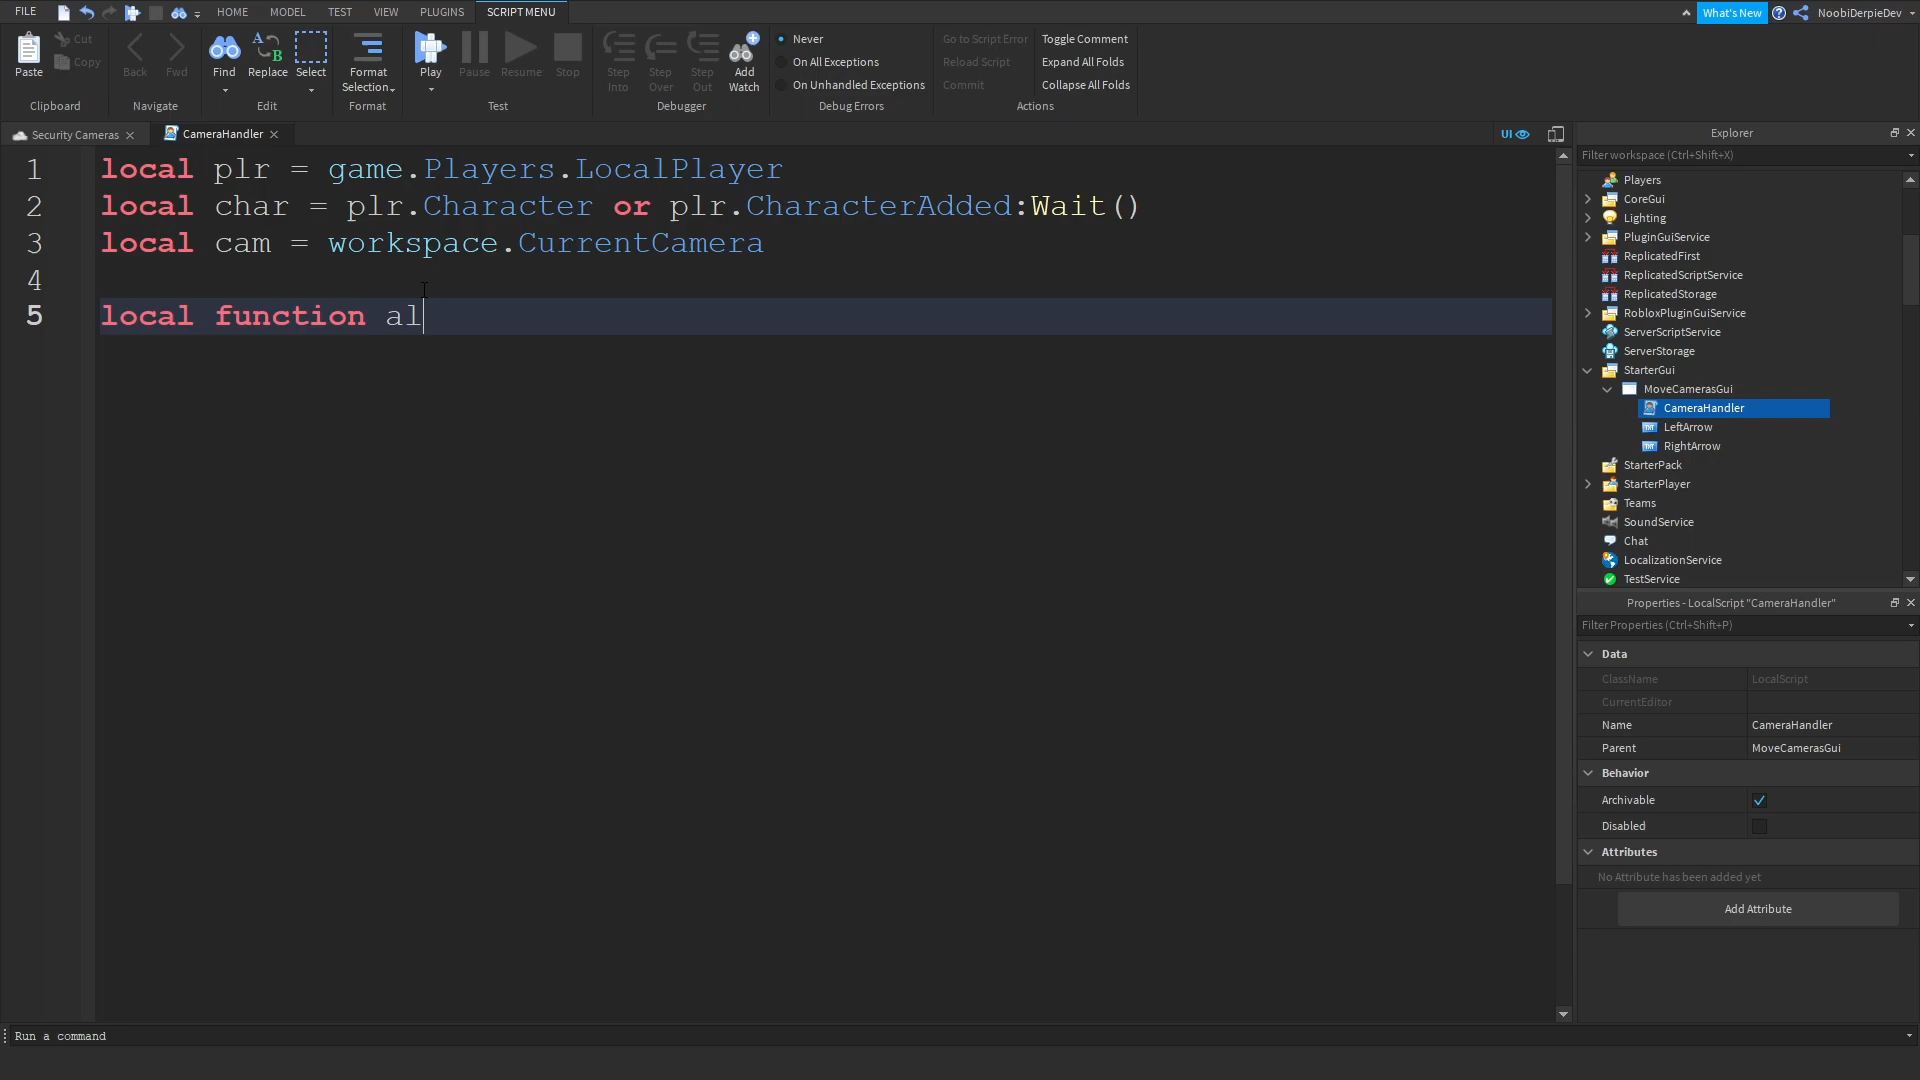 FILE
HOME
MODEL
TEST
VIEW
PLUGINS
SCRIPT MENU
What's New
NoobiDerpieDev
Paste
Cut
Copy
Clipboard
Back
Fwd
Navigate
Find
Replace
Select
Edit
Format
Selection
Format
Play
Pause
Resume
Stop
Test
Step
Into
Step
Over
Step
Out
Add
Watch
Debugger
Never
On All Exceptions
On Unhandled Exceptions
Debug Errors
Go to Script Error
Reload Script
Commit
Toggle Comment
Expand All Folds
Collapse All Folds
Actions
Security Cameras
CameraHandler
UI
1 local plr = game.Players.LocalPlayer
2 local char = plr.Character or plr.CharacterAdded:Wait()
3 local cam = workspace.CurrentCamera
4
5 local function al
Explorer
Filter workspace (Ctrl+Shift+X)
Players
CoreGui
Lighting
PluginGuiService
ReplicatedFirst
ReplicatedScriptService
ReplicatedStorage
RobloxPluginGuiService
ServerScriptService
ServerStorage
StarterGui
MoveCamerasGui
CameraHandler
LeftArrow
RightArrow
StarterPack
StarterPlayer
Teams
SoundService
Chat
LocalizationService
TestService
Properties - LocalScript "CameraHandler"
Filter Properties (Ctrl+Shift+P)
Data
ClassName LocalScript
CurrentEditor
Name CameraHandler
Parent MoveCamerasGui
Behavior
Archivable
Disabled
Attributes
No Attribute has been added yet
Add Attribute
Run a command